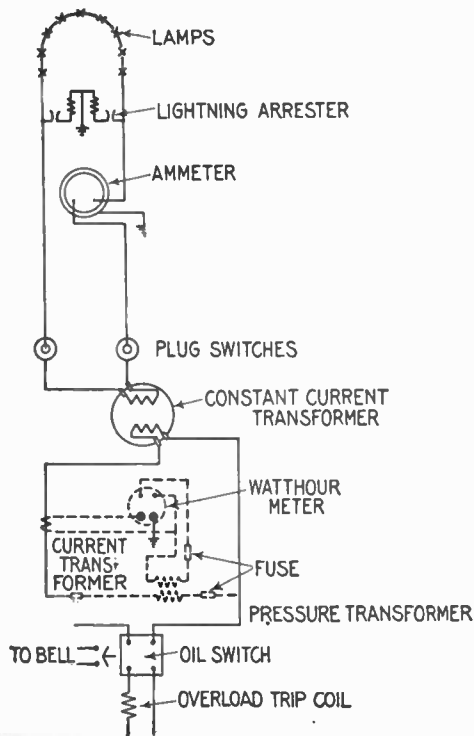 LAMPS
LIGHTNING ARRESTER
AMMETER
PLUG SWITCHES
CONSTANT CURRENT
TRANSFORMER
WATTHOUR
METER
CURRENT
TRANS-
FORMER
FUSE
PRESSURE TRANSFORMER
TO BELL
OIL SWITCH
OVERLOAD TRIP COIL